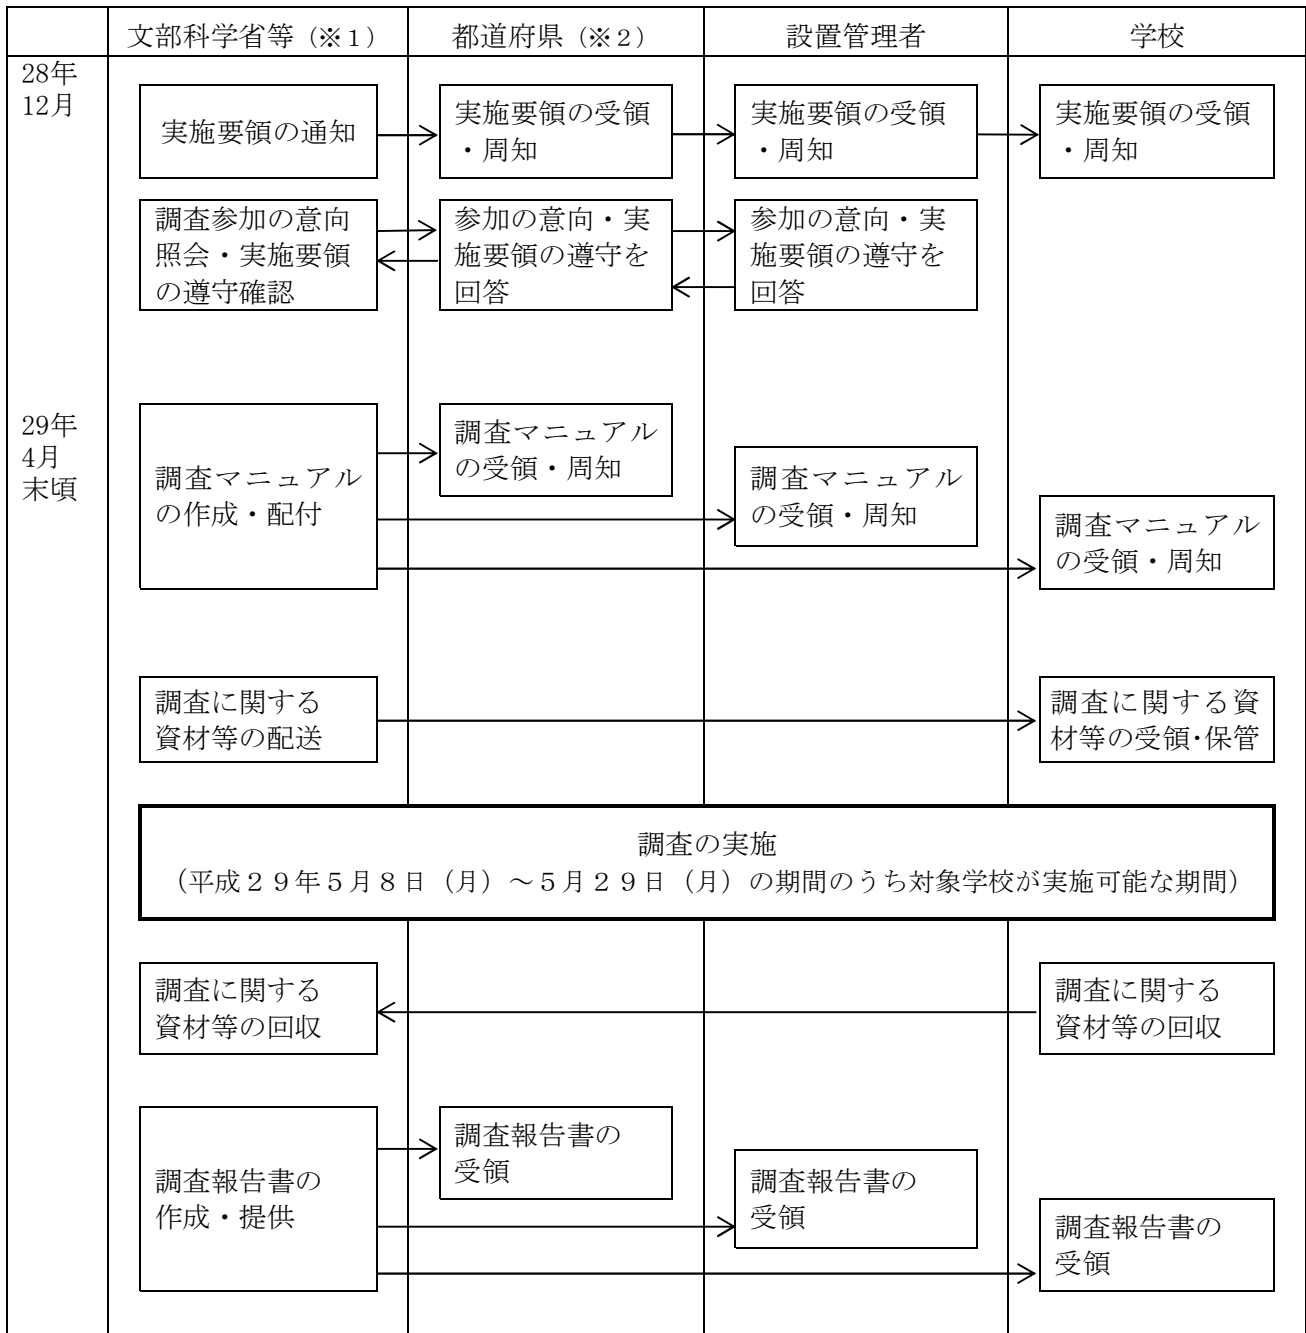 文部科学省等（※１）
都道府県（※２）
設置管理者
学校
28年
12月
実施要領の通知
実施要領の受領
・周知
実施要領の受領
・周知
実施要領の受領
・周知
調査参加の意向
照会・実施要領
の遵守確認
参加の意向・実
施要領の遵守を
回答
参加の意向・実
施要領の遵守を
回答
29年
4月
末頃
調査マニュアル
の作成・配付
調査マニュアル
の受領・周知
調査マニュアル
の受領・周知
調査マニュアル
の受領・周知
調査に関する
資材等の配送
調査に関する資
材等の受領・保管
調査の実施
（平成２９年５月８日（月）～５月２９日（月）の期間のうち対象学校が実施可能な期間）
調査に関する
資材等の回収
調査に関する
資材等の回収
調査報告書の
作成・提供
調査報告書の
受領
調査報告書の
受領
調査報告書の
受領